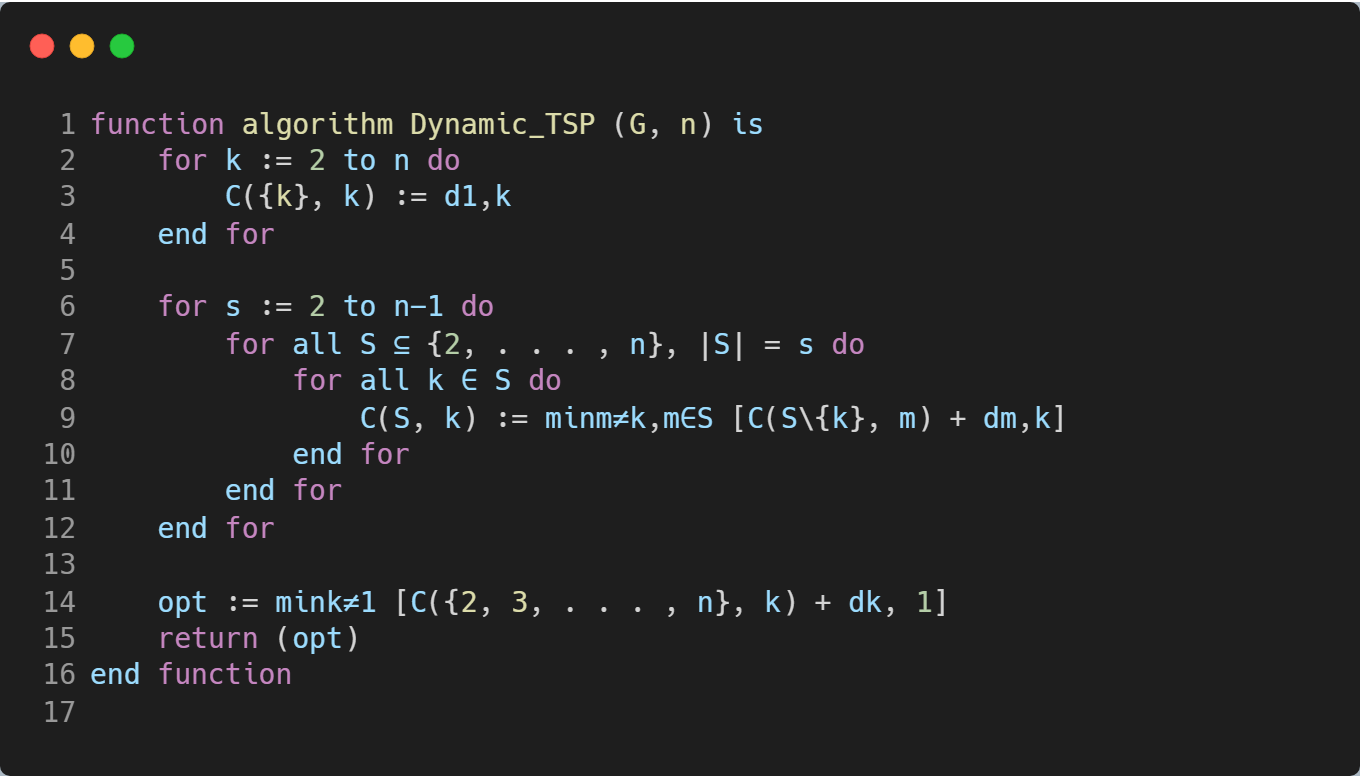 1 function algorithm Dynamic_TSP (G, n) is
2     for k := 2 to n do
3         C({k}, k) := d1,k
4     end for
5
6     for s := 2 to n−1 do
7         for all S ⊆ {2, . . . , n}, |S| = s do
8             for all k ∈ S do
9                 C(S, k) := minm≠k,m∈S [C(S\{k}, m) + dm,k]
10             end for
11         end for
12     end for
13
14     opt := mink≠1 [C({2, 3, . . . , n}, k) + dk, 1]
15     return (opt)
16 end function
17